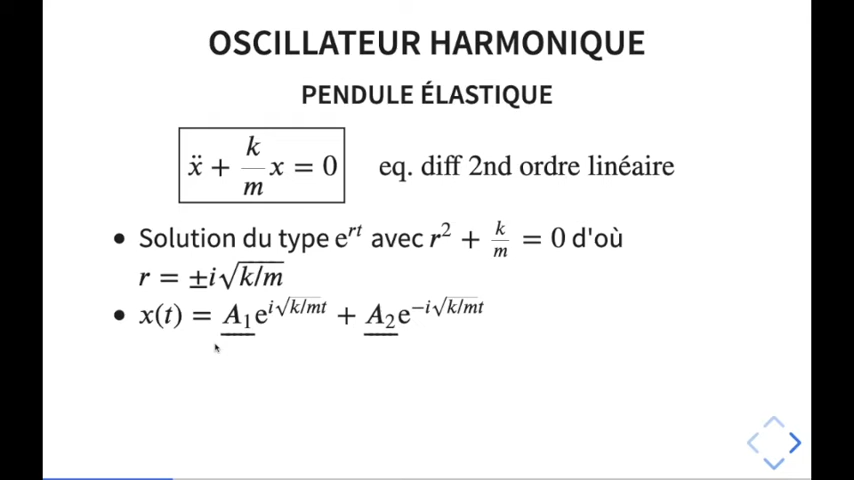 OSCILLATEUR HARMONIQUE
PENDULE ÉLASTIQUE
ẍ + k/m x = 0 eq. diff 2nd ordre linéaire
• Solution du type e^{rt} avec r² + k/m = 0 d'où
r = ±i√(k/m)
• x(t) = A₁e^{i√(k/m)t} + A₂e^{−i√(k/m)t}